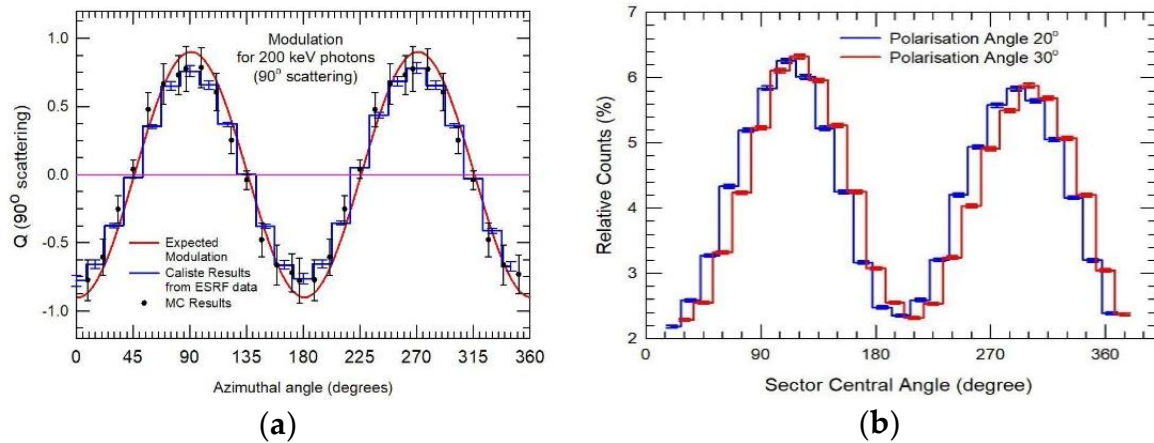 Modulation
for 200 keV photons
(90° scattering)
Q (90° scattering)
1.0
0.5
0.0
-0.5
-1.0
Expected
Modulation
Caliste Results
from ESRF data
MC Results
0 45 90 135 180 225 270 315 360
Azimuthal angle (degrees)
(a)
Polarisation Angle 20°
Polarisation Angle 30°
Relative Counts (%)
7
6
5
4
3
2
0 90 180 270 360
Sector Central Angle (degree)
(b)